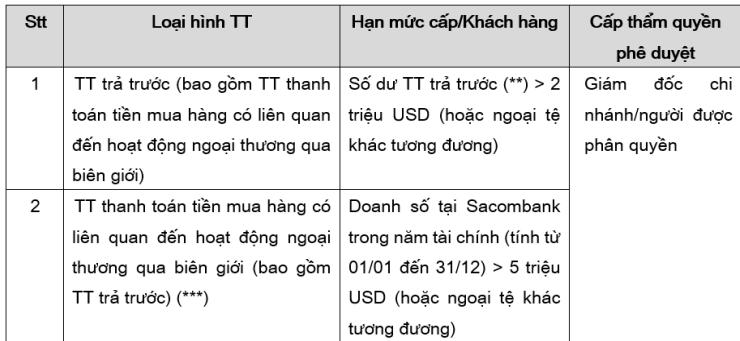 Stt
Loại hình TT
Hạn mức cấp/Khách hàng
Cấp thẩm quyền
phê duyệt
1
TT trả trước (bao gồm TT thanh
toán tiền mua hàng có liên quan
đến hoạt động ngoại thương qua
biên giới)
Số dư TT trả trước (**) > 2
triệu USD (hoặc ngoại tệ
khác tương đương)
Giám đốc chi
nhánh/người được
phân quyền
2
TT thanh toán tiền mua hàng có
liên quan đến hoạt động ngoại
thương qua biên giới (bao gồm
TT trả trước) (***)
Doanh số tại Sacombank
trong năm tài chính (tính từ
01/01 đến 31/12) > 5 triệu
USD (hoặc ngoại tệ khác
tương đương)